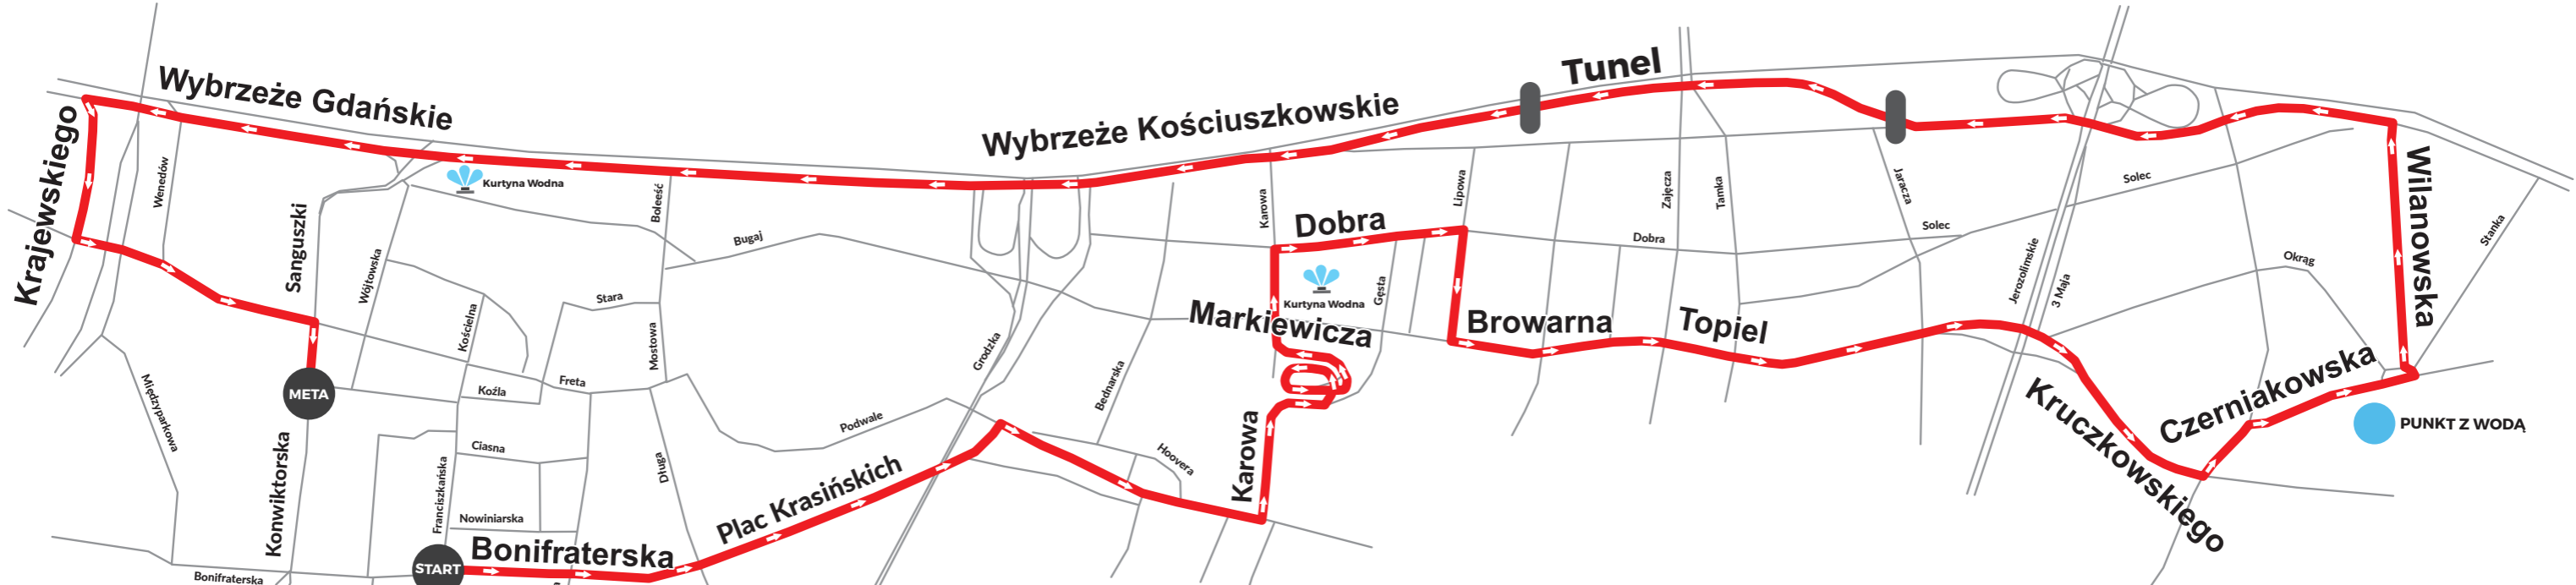 Wybrzeże Gdańskie
Wybrzeże Kościuszkowskie
Tunel
Krajewskiego
Wenedów
Sanguszki
Wójtowska
Kurtyna Wodna
Boleść
Bugaj
Kościelna
Stara
Mostowa
Grodzka
Bednarska
Karowa
Dobra
Kurtyna Wodna
Gęsta
Lipowa
Markiewicza
Browarna
Topiel
Zajęcza
Tamka
Dobra
Jaracza
Solec
Solec
Jerozolimskie
3 Maja
Okrąg
Wilanowska
Stanka
Międzyparkowa
META
Koźla
Freta
Podwale
Hoovera
Karowa
Kruczkowskiego
Czerniakowska
PUNKT Z WODĄ
Konwiktorska
Franciszkańska
Ciasna
Długa
Plac Krasińskich
Nowiniarska
START
Bonifraterska
Bonifraterska